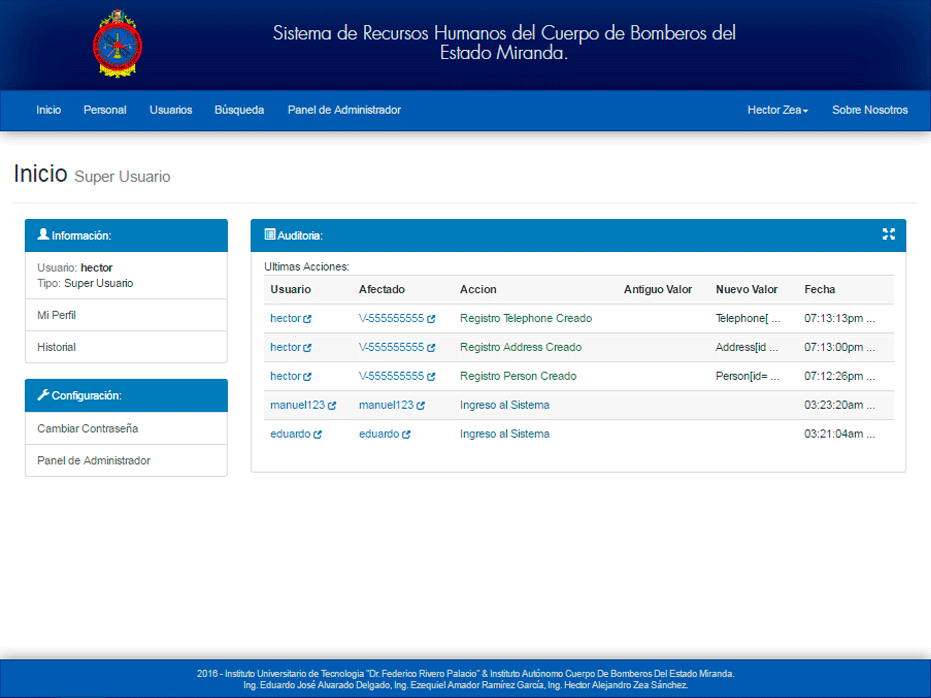 Sistema de Recursos Humanos del Cuerpo de Bomberos del
Estado Miranda.
Inicio Personal Usuarios Búsqueda Panel de Administrador Hector Zea Sobre Nosotros
Inicio Super Usuario
Información:
Usuario: hector
Tipo: Super Usuario
Mi Perfil
Historial
Configuración:
Cambiar Contraseña
Panel de Administrador
Auditoria:
Ultimas Acciones:
Usuario Afectado Accion Antiguo Valor Nuevo Valor Fecha
hector V-555555555 Registro Telephone Creado Telephone[ ... 07:13:13pm ...
hector V-555555555 Registro Address Creado Address[id ... 07:13:00pm ...
hector V-555555555 Registro Person Creado Person[id= ... 07:12:26pm ...
manuel123 manuel123 Ingreso al Sistema 03:23:20am ...
eduardo eduardo Ingreso al Sistema 03:21:04am ...
2016 - Instituto Universitario de Tecnologia "Dr. Federico Rivero Palacio" & Instituto Autónomo Cuerpo De Bomberos Del Estado Miranda.
Ing. Eduardo José Alvarado Delgado, Ing. Ezequiel Amador Ramírez García, Ing. Hector Alejandro Zea Sánchez.